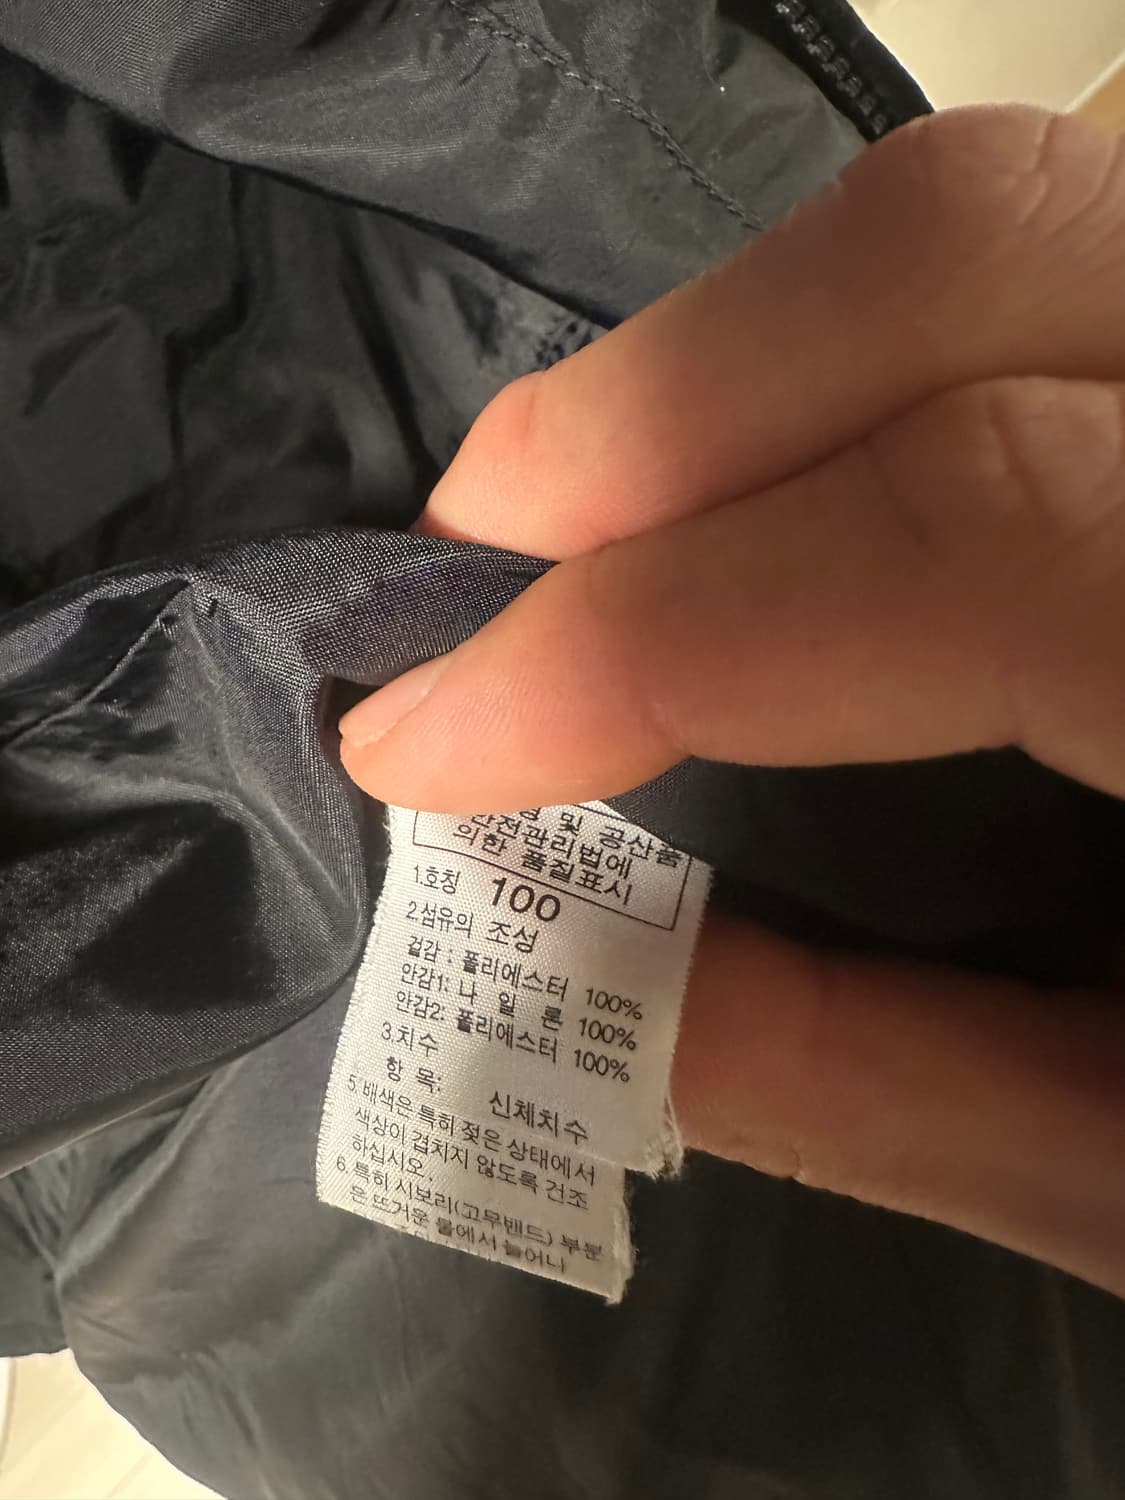 및 공산품
안전관리법에
의한 품질표시
1.호칭 100
2.섬유의 조성
겉감 : 폴리에스터 100%
안감1: 나 일 론 100%
안감2: 폴리에스터 100%
3.치수
항 목: 신체치수
5.배색은 특히 젖은 상태에서
색상이 겹치지 않도록 건조
하십시오.
6.특히 시보리(고무밴드) 부분
은 뜨거운 물에서 늘어나